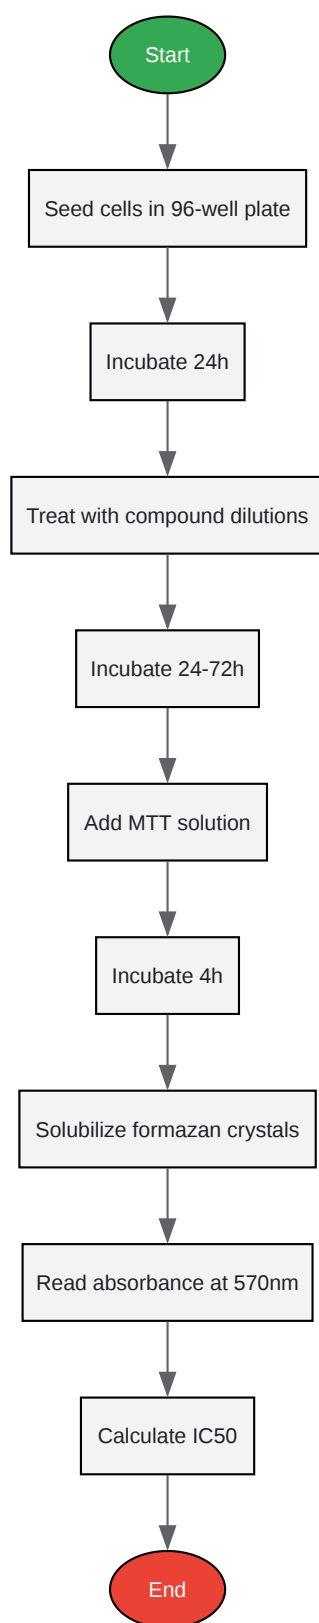 Start
Seed cells in 96-well plate
Incubate 24h
Treat with compound dilutions
Incubate 24-72h
Add MTT solution
Incubate 4h
Solubilize formazan crystals
Read absorbance at 570nm
Calculate IC50
End